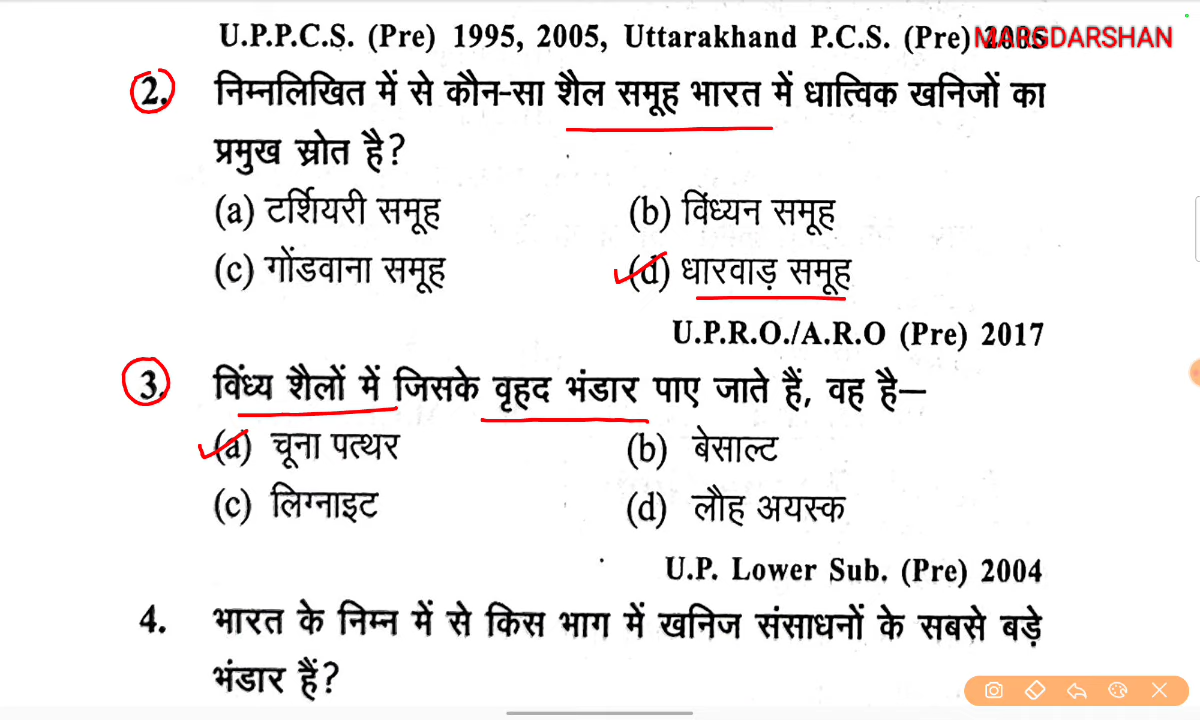 U.P.P.C.S. (Pre) 1995, 2005, Uttarakhand P.C.S. (Pre)
MARGDARSHAN
2. निम्नलिखित में से कौन-सा शैल समूह भारत में धात्विक खनिजों का
प्रमुख स्रोत है?
(a) टर्शियरी समूह (b) विंध्यन समूह
(c) गोंडवाना समूह (d) धारवाड़ समूह
U.P.R.O./A.R.O (Pre) 2017
3. विंध्य शैलों में जिसके वृहद भंडार पाए जाते हैं, वह है–
(a) चूना पत्थर (b) बेसाल्ट
(c) लिग्नाइट (d) लौह अयस्क
U.P. Lower Sub. (Pre) 2004
4. भारत के निम्न में से किस भाग में खनिज संसाधनों के सबसे बड़े
भंडार हैं?